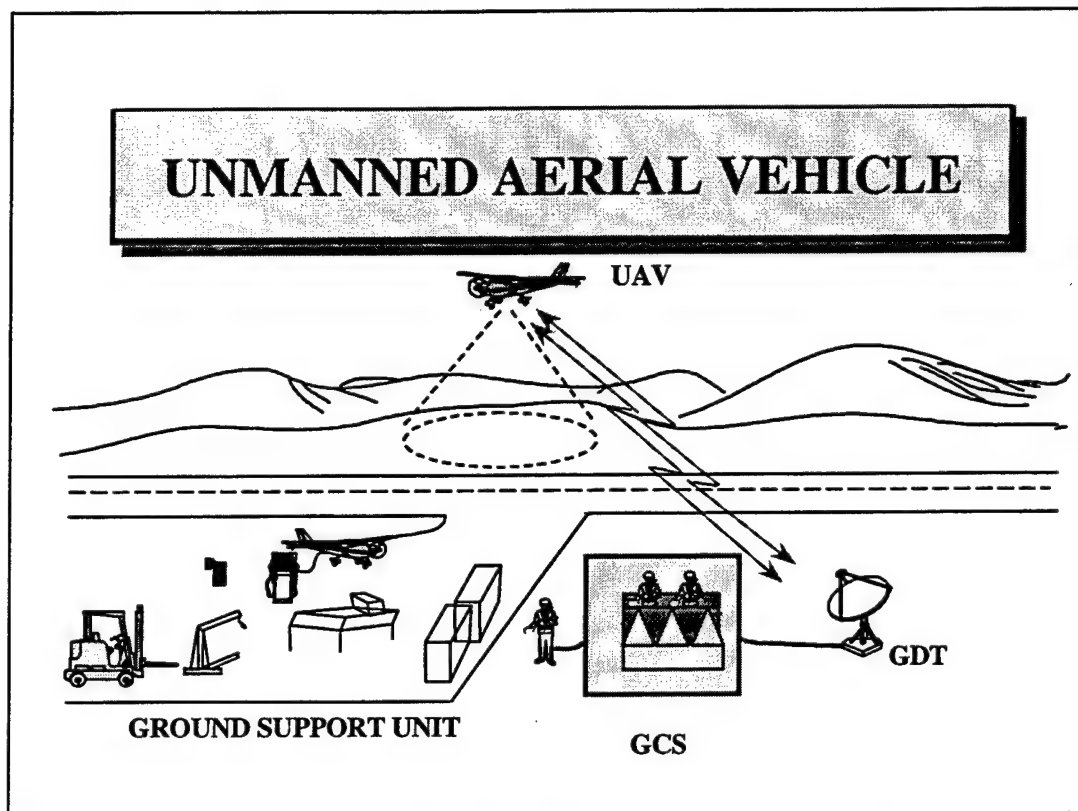 UNMANNED AERIAL VEHICLE
UAV
GDT
GROUND SUPPORT UNIT
GCS